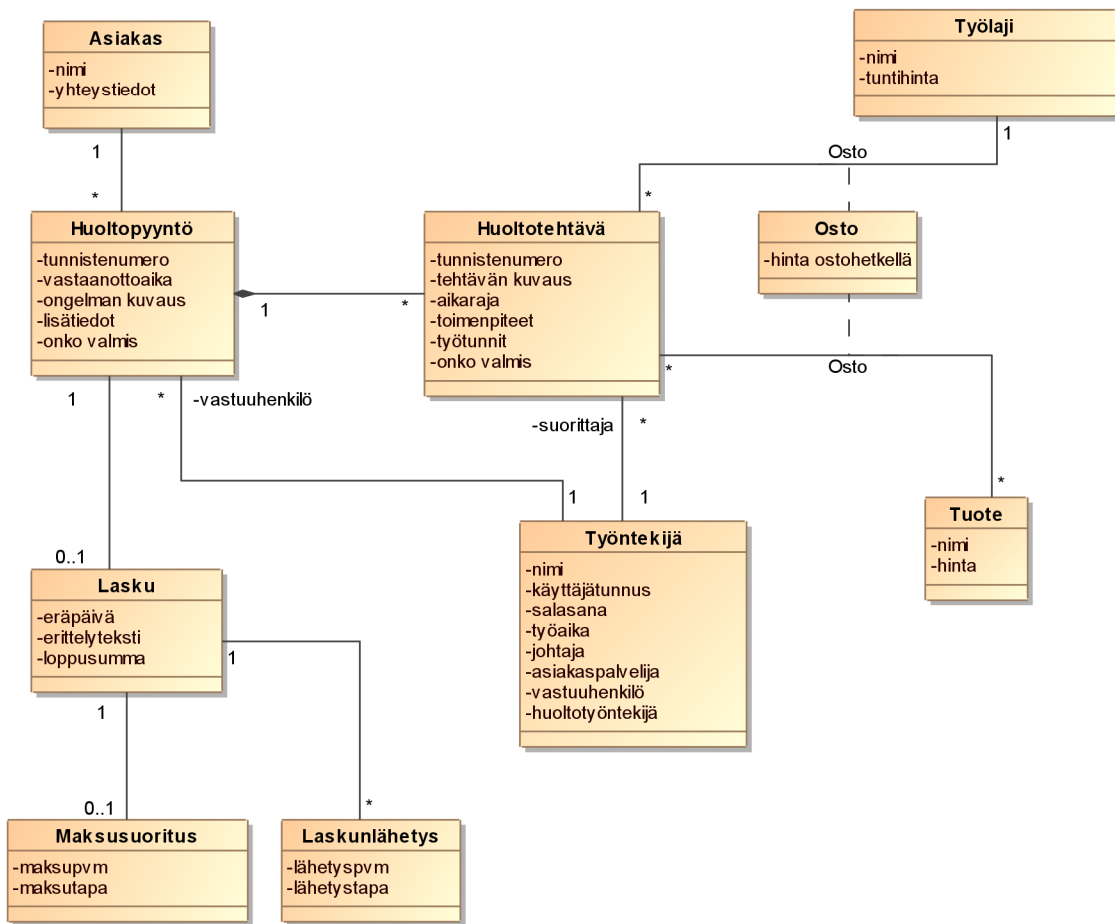 Asiakas
-nimi
-yhteystiedot
Työlaji
-nimi
-tuntihinta
1
*
1
Osto
*
Huoltopyyntö
-tunnistenumero
-vastaanottoaika
-ongelman kuvaus
-lisätiedot
-onko valmis
1
*
Huoltotehtävä
-tunnistenumero
-tehtävän kuvaus
-aikaraja
-toimenpiteet
-työtunnit
-onko valmis
Osto
-hinta ostohetkellä
*
Osto
*
1
*
-vastuuhenkilö
-suorittaja
*
1
1
Tuote
-nimi
-hinta
Työntekijä
-nimi
-käyttäjätunnus
-salasana
-työaika
-johtaja
-asiakaspalvelija
-vastuuhenkilö
-huoltotyöntekijä
0..1
Lasku
-eräpäivä
-erittelyteksti
-loppusumma
1
1
0..1
*
Maksusuoritus
-maksupvm
-maksutapa
Laskunlähetys
-lähetyspvm
-lähetystapa